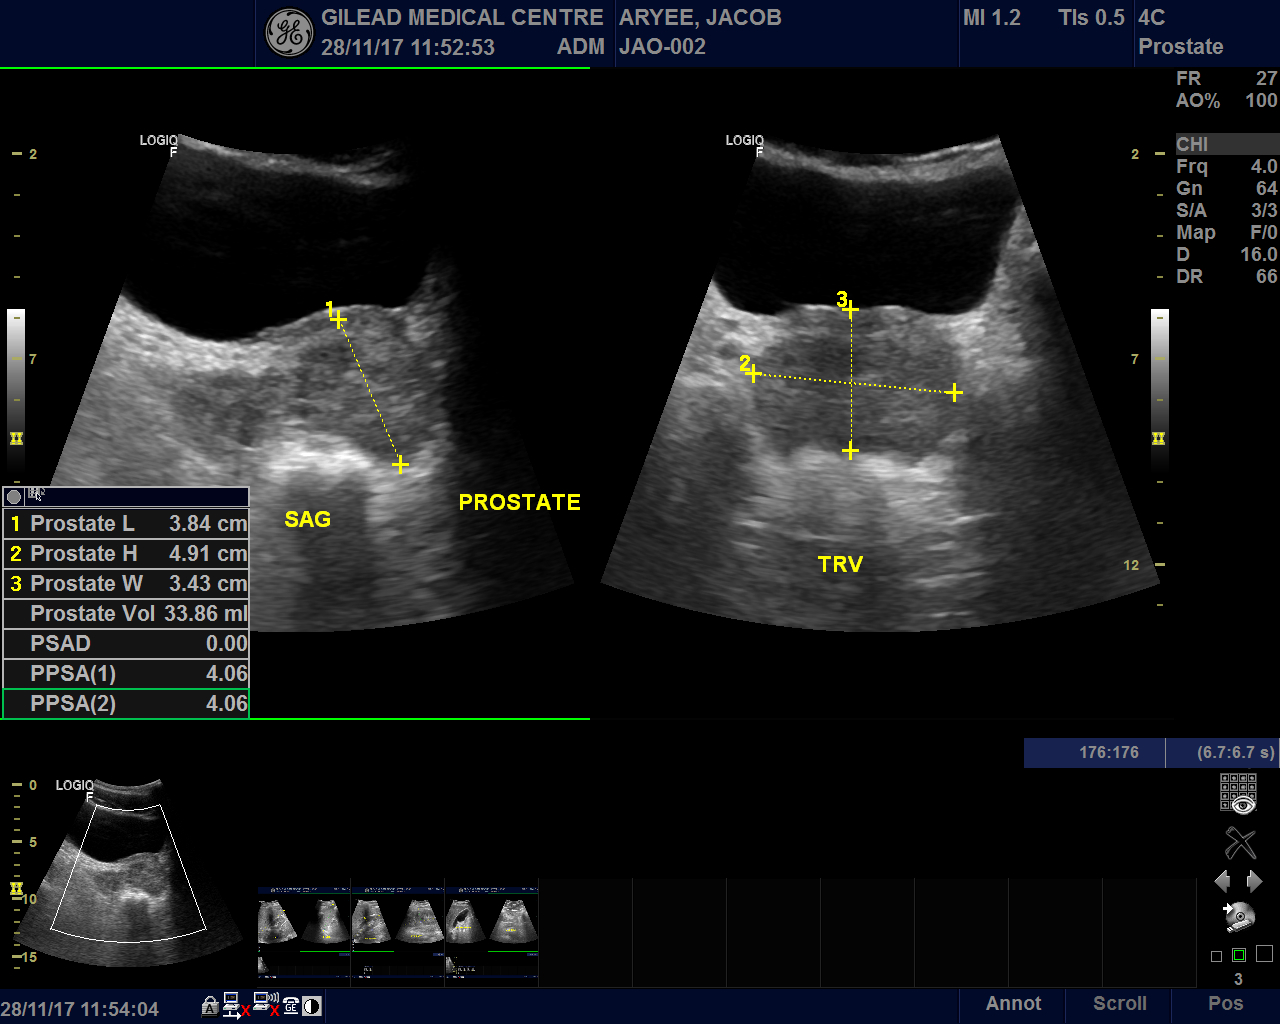 GILEAD MEDICAL CENTRE
28/11/17 11:52:53 ADM
ARYEE, JACOB
JAO-002
MI 1.2 TIs 0.5
4C
Prostate
FR 27
AO% 100
CHI
Frq 4.0
Gn 64
S/A 3/3
Map F/0
D 16.0
DR 66
LOGIQ
F
2
7
1
SAG
PROSTATE
LOGIQ
F
2
7
12
3
2
TRV
1 Prostate L 3.84 cm
2 Prostate H 4.91 cm
3 Prostate W 3.43 cm
Prostate Vol 33.86 ml
PSAD 0.00
PPSA(1) 4.06
PPSA(2) 4.06
176:176 (6.7:6.7 s)
LOGIQ
F
0
5
10
15
3
28/11/17 11:54:04
Annot Scroll Pos